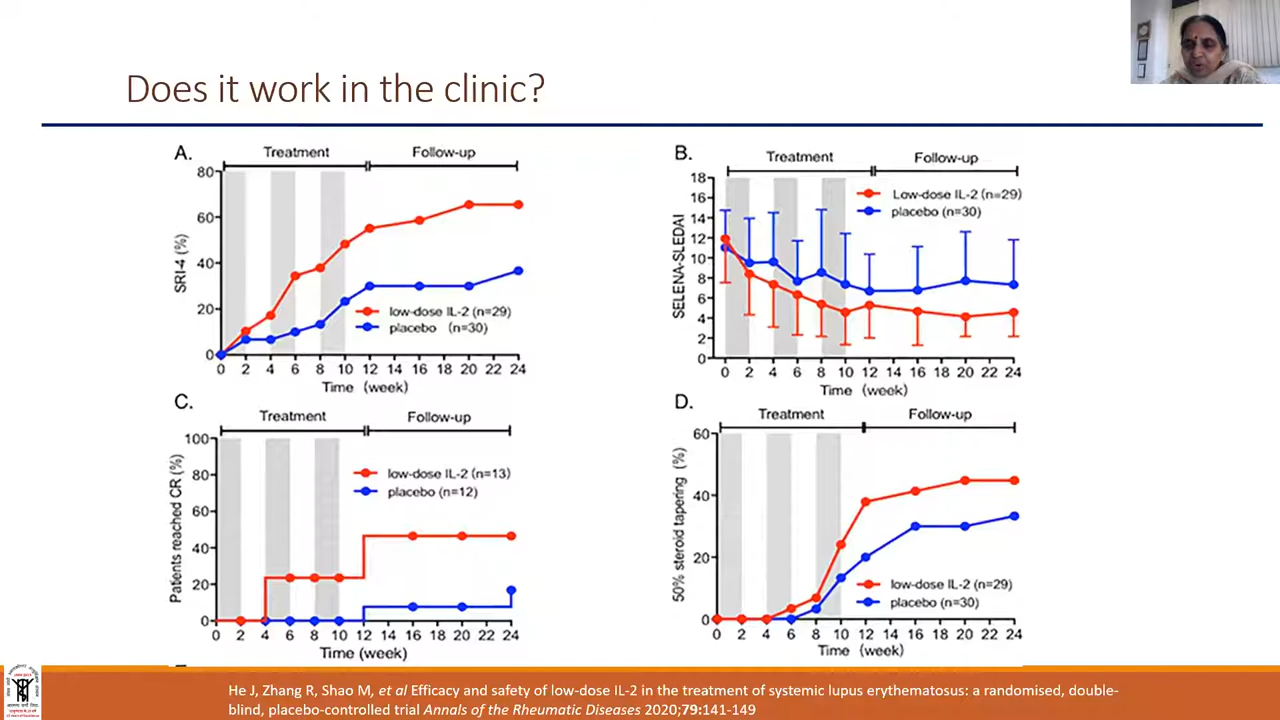 Does it work in the clinic?
A.
Treatment
Follow-up
80
60
40
20
0
SRI-4 (%)
low-dose IL-2 (n=29)
placebo (n=30)
0 2 4 6 8 10 12 14 16 18 20 22 24
Time (week)
B.
Treatment
Follow-up
18
16
14
12
10
8
6
4
2
0
SELENA-SLEDAI
Low-dose IL-2 (n=29)
placebo (n=30)
0 2 4 6 8 10 12 14 16 18 20 22 24
Time (week)
C.
Treatment
Follow-up
100
80
60
40
20
0
Patients reached CR (%)
low-dose IL-2 (n=13)
placebo (n=12)
0 2 4 6 8 10 12 14 16 18 20 22 24
Time (week)
D.
Treatment
Follow-up
60
40
20
0
50% steroid tapering (%)
low-dose IL-2 (n=29)
placebo (n=30)
0 2 4 6 8 10 12 14 16 18 20 22 24
Time (week)
He J, Zhang R, Shao M, et al Efficacy and safety of low-dose IL-2 in the treatment of systemic lupus erythematosus: a randomised, double-
blind, placebo-controlled trial Annals of the Rheumatic Diseases 2020;79:141-149